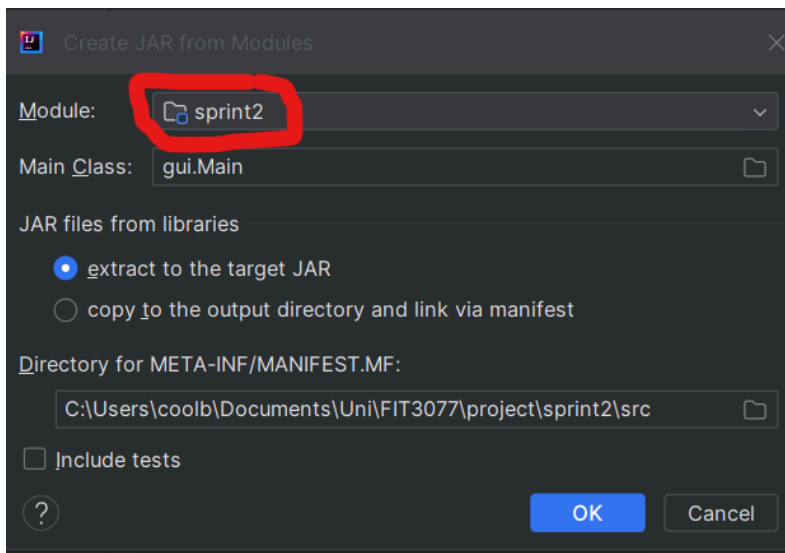 Create JAR from Modules
Module: sprint2
Main Class: gui.Main
JAR files from libraries
extract to the target JAR
copy to the output directory and link via manifest
Directory for META-INF/MANIFEST.MF:
C:\Users\coolb\Documents\Uni\FIT3077\project\sprint2\src
Include tests
? OK Cancel